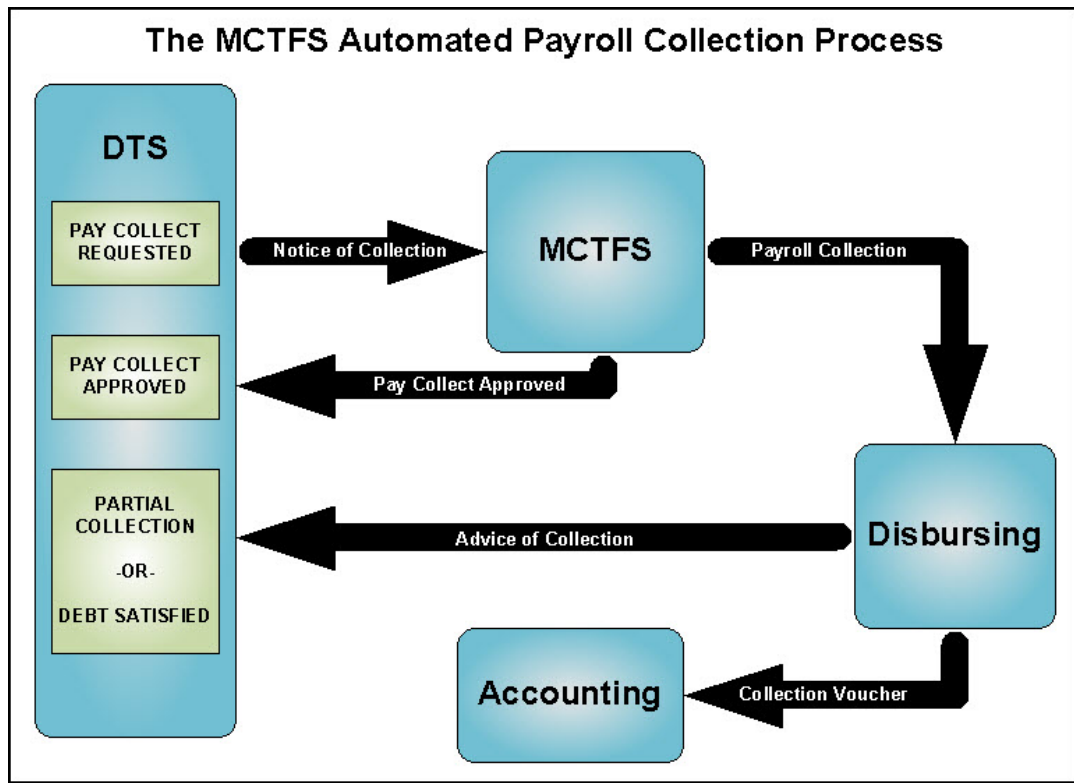 The MCTFS Automated Payroll Collection Process
DTS
PAY COLLECT
REQUESTED
Notice of Collection
MCTFS
Payroll Collection
PAY COLLECT
APPROVED
Pay Collect Approved
PARTIAL
COLLECTION
-OR-
DEBT SATISFIED
Advice of Collection
Disbursing
Accounting
Collection Voucher